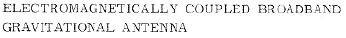 ELECTROMAGNETICALLY COUPLED BROADBAND
GRAVITATIONAL ANTENNA